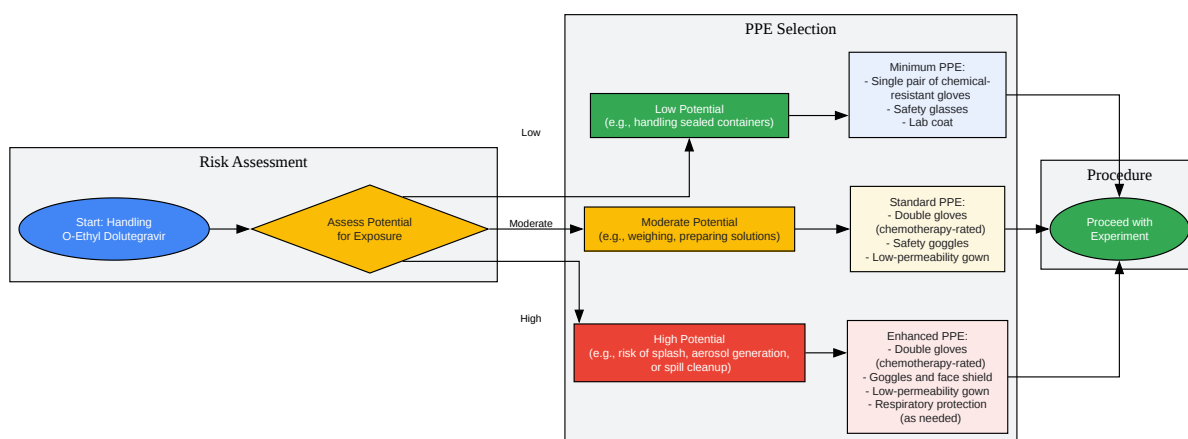 Risk Assessment
Start: Handling
O-Ethyl Dolutegravir
Assess Potential
for Exposure
Low
Moderate
High
PPE Selection
Low Potential
(e.g., handling sealed containers)
Moderate Potential
(e.g., weighing, preparing solutions)
High Potential
(e.g., risk of splash, aerosol generation,
or spill cleanup)
Minimum PPE:
- Single pair of chemical-
resistant gloves
- Safety glasses
- Lab coat
Standard PPE:
- Double gloves
(chemotherapy-rated)
- Safety goggles
- Low-permeability gown
Enhanced PPE:
- Double gloves
(chemotherapy-rated)
- Goggles and face shield
- Low-permeability gown
- Respiratory protection
(as needed)
Procedure
Proceed with
Experiment